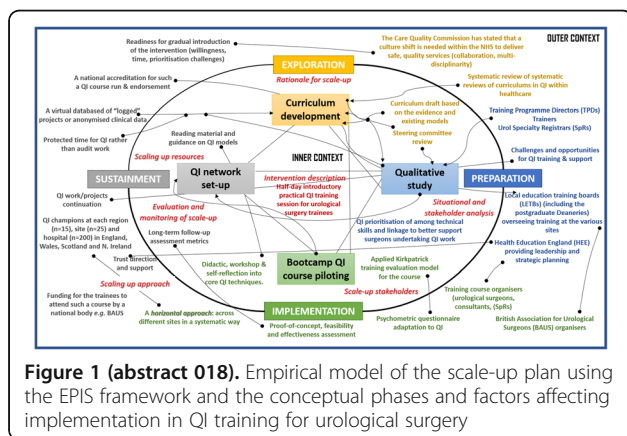 OUTER CONTEXT
Readiness for gradual introduction
of the intervention (willingness,
time, prioritisation challenges)
The Care Quality Commission has stated that a
culture shift is needed within the NHS to deliver
safe, quality services (collaboration, multi-
disciplinarity)
EXPLORATION
Rationale for scale-up
A national accreditation for such
a QI course run & endorsement
Systematic review of systematic
reviews of curriculums in QI within
healthcare
Curriculum
development
A virtual databased of "logged"
projects or anonymised clinical data
Curriculum draft based
on the evidence and
existing models
Training Programme Directors (TPDs)
Trainers
Urol Specialty Registrars (SpRs)
Protected time for QI rather
than audit work
Reading material and
guidance on QI models
Steering committee
review
Scaling up resources
INNER CONTEXT
Challenges and opportunities
for QI training & support
SUSTAINMENT
QI network
set-up
Intervention description
Half-day introductory
practical QI training
session for urological
surgery trainees
Qualitative
study
PREPARATION
QI work/projects
continuation
Evaluation and
monitoring of scale-up
Situational and
stakeholder analysis
Local education training boards
(LETBs) (including the
postgraduate Deaneries)
overseeing training at the various
sites
QI champions at each region
(n=15), site (n=25) and
hospital (n=200) in England,
Wales, Scotland and N. Ireland
Long-term follow-up
assessment metrics
QI prioritisation among technical
skills and linkage to better support
surgeons undertaking QI work
Trust direction
and support
Bootcamp QI
course piloting
Health Education England (HEE)
providing leadership and
strategic planning
Scaling up approach
Didactic, workshop &
self-reflection into
core QI techniques.
Applied Kirkpatrick
training evaluation model
for the course
Scale-up stakeholders
Training course organisers
(urological surgeons,
consultants, (SpRs)
Funding for the trainees to
attend such a course by a
national body e.g. BAUS
A horizontal approach: across
different sites in a systematic way
IMPLEMENTATION
Proof-of-concept, feasibility
and effectiveness assessment
Psychometric questionnaire
adaptation to QI
British Association for Urological
Surgeons (BAUS) organisers
Figure 1 (abstract 018). Empirical model of the scale-up plan using
the EPIS framework and the conceptual phases and factors affecting
implementation in QI training for urological surgery